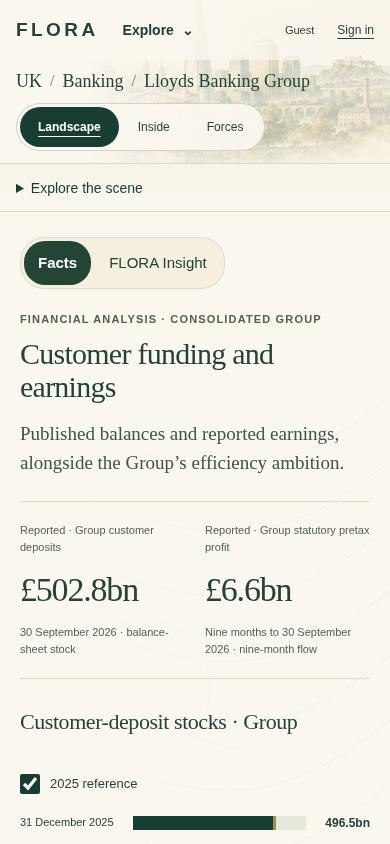 FLORA Explore Guest Sign in
UK / Banking / Lloyds Banking Group
Landscape Inside Forces
Explore the scene
Facts FLORA Insight
FINANCIAL ANALYSIS · CONSOLIDATED GROUP
Customer funding and
earnings
Published balances and reported earnings,
alongside the Group’s efficiency ambition.
Reported · Group customer
deposits
£502.8bn
30 September 2026 · balance-
sheet stock
Reported · Group statutory pretax
profit
£6.6bn
Nine months to 30 September
2026 · nine-month flow
Customer-deposit stocks · Group
2025 reference
31 December 2025 496.5bn